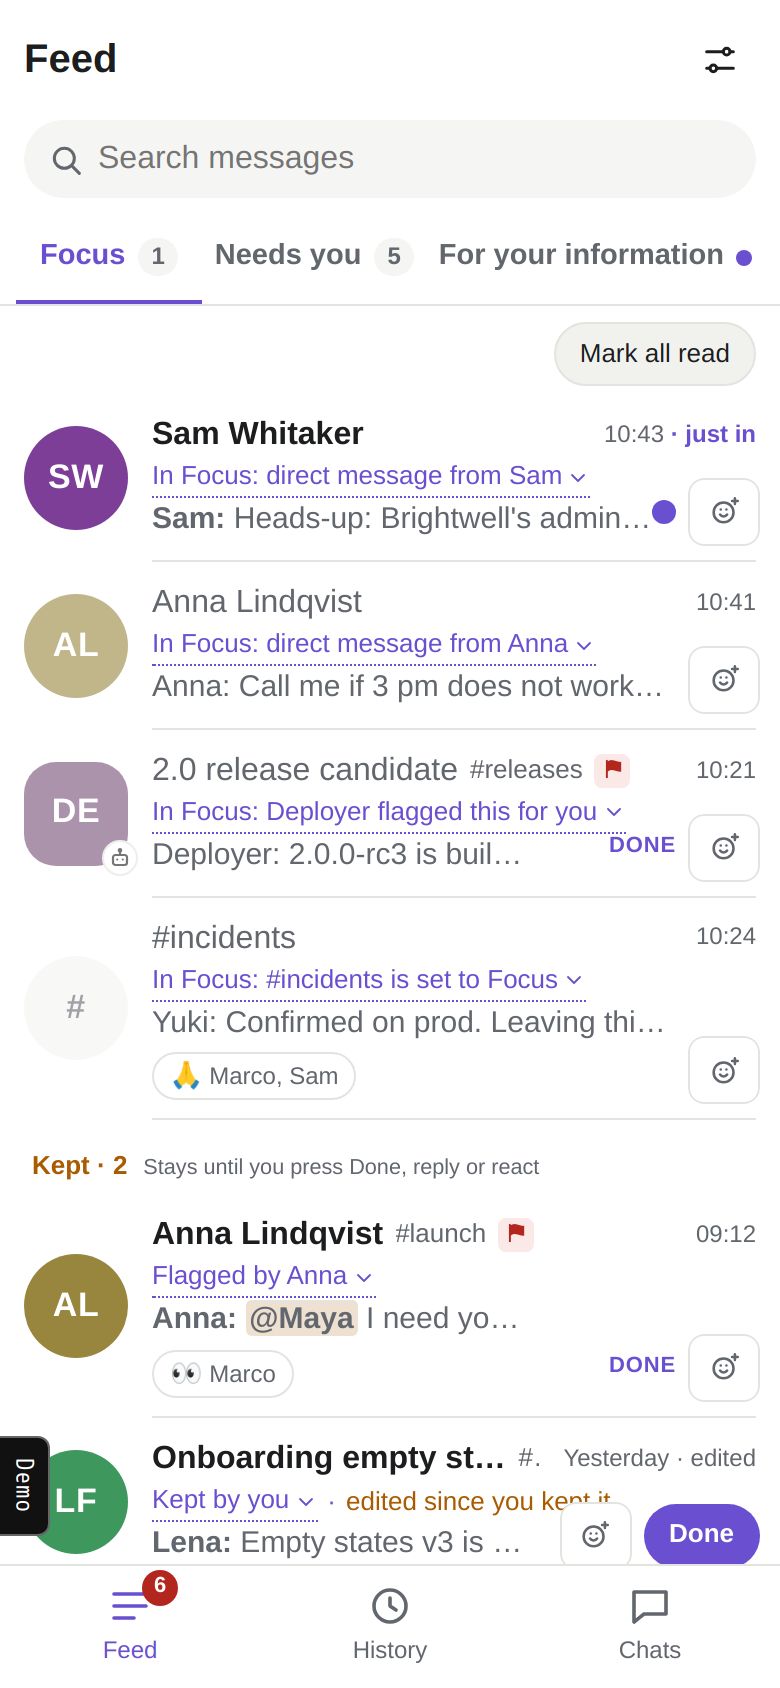 Feed
Search messages
Focus 1 Needs you 5 For your information
Mark all read
SW
Sam Whitaker 10:43 · just in
In Focus: direct message from Sam
Sam: Heads-up: Brightwell's admin…
AL
Anna Lindqvist 10:41
In Focus: direct message from Anna
Anna: Call me if 3 pm does not work…
DE
2.0 release candidate #releases 10:21
In Focus: Deployer flagged this for you
Deployer: 2.0.0-rc3 is buil… DONE
#
#incidents 10:24
In Focus: #incidents is set to Focus
Yuki: Confirmed on prod. Leaving thi…
🙏 Marco, Sam
Kept · 2 Stays until you press Done, reply or react
AL
Anna Lindqvist #launch 09:12
Flagged by Anna
Anna: @Maya I need yo…
👀 Marco DONE
Demo
LF
Onboarding empty st… #. Yesterday · edited
Kept by you · edited since you kept it
Lena: Empty states v3 is … Done
6
Feed History Chats